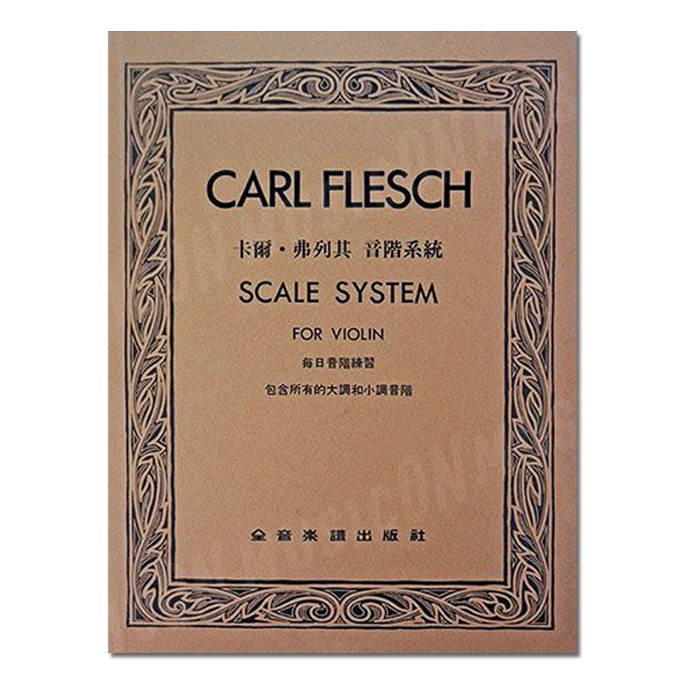 CARL FLESCH
卡爾・弗列其 音階系統
SCALE SYSTEM
FOR VIOLIN
每日音階練習
包含所有的大調和小調音階
全音楽譜出版社